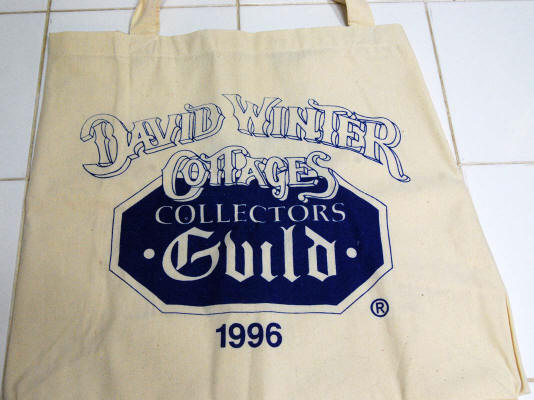 David Winter
Cottages
COLLECTORS
· Guild ·
®
1996